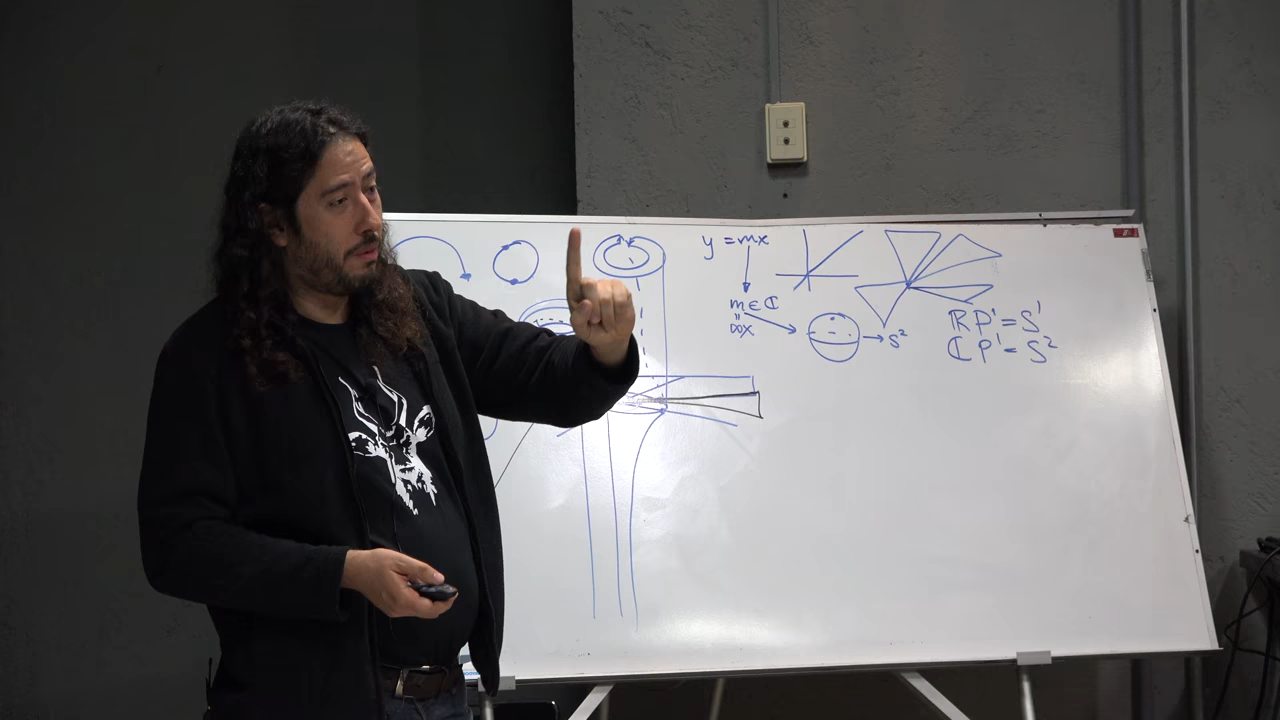 y = mx
m ∈ ℂ
"
∞
→ S²
ℝP¹ = S¹
ℂP¹ = S²